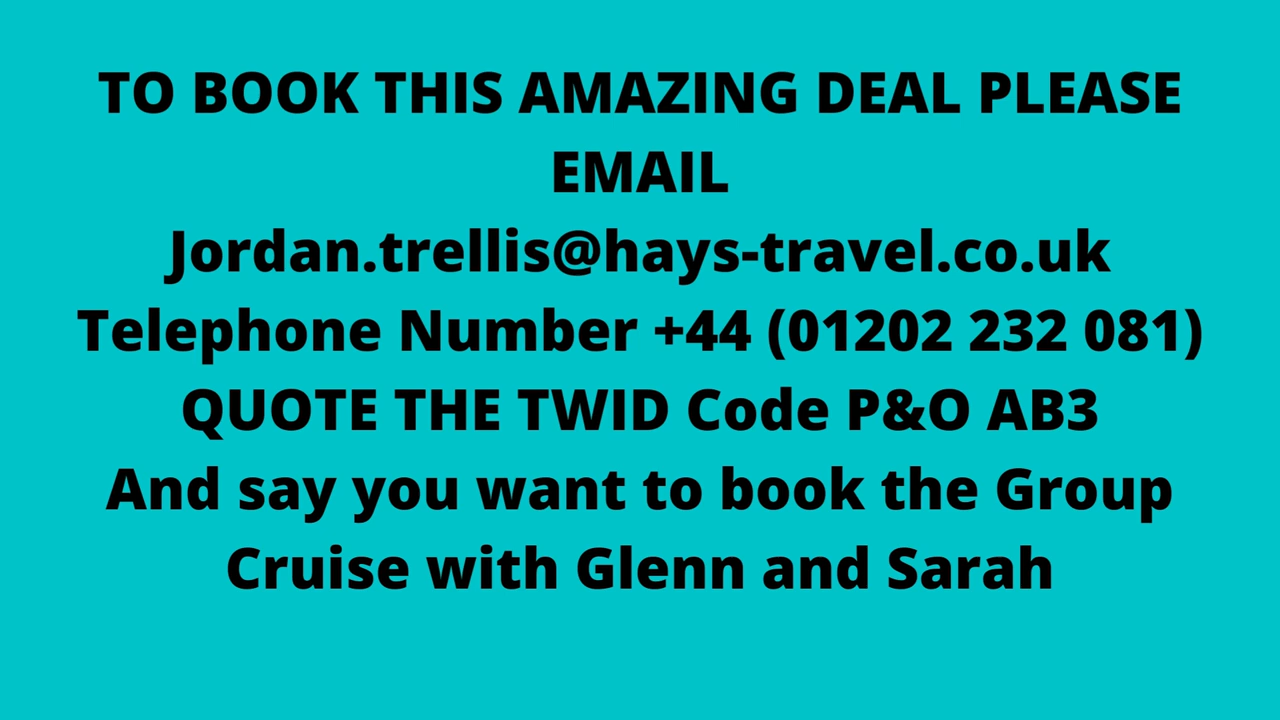 TO BOOK THIS AMAZING DEAL PLEASE
EMAIL
Jordan.trellis@hays-travel.co.uk
Telephone Number +44 (01202 232 081)
QUOTE THE TWID Code P&O AB3
And say you want to book the Group
Cruise with Glenn and Sarah